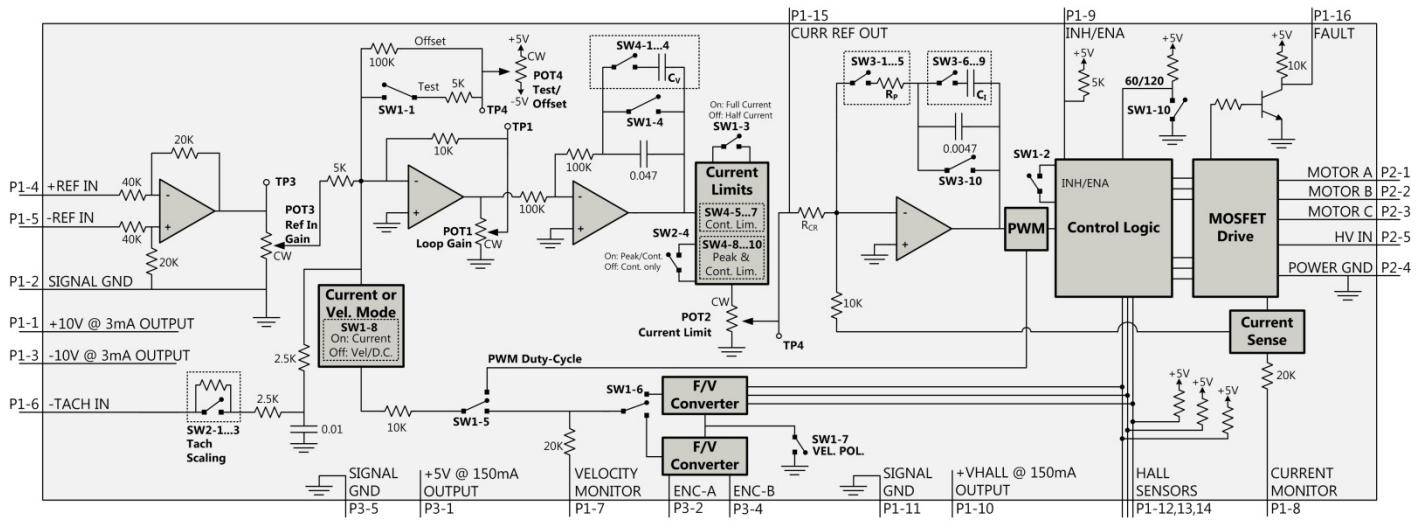 P1-15
P1-9
P1-16
CURR REF OUT
INH/ENA
FAULT
Offset
100K
+5V
CW
-5V
POT4
Test/
Offset
Test
5K
SW1-1
TP4
SW4-1...4
Cv
SW1-4
100K
0.047
On: Full Current
Off: Half Current
SW1-3
SW3-1...5
RP
SW3-6...9
CI
0.0047
SW3-10
+5V
5K
60/120
+5V
SW1-10
+5V
10K
20K
P1-4 +REF IN
40K
P1-5 -REF IN
40K
20K
-
+
TP3
POT3
Ref In
Gain
CW
5K
10K
TP1
-
+
POT1
Loop Gain
CW
100K
-
+
Current
Limits
SW4-5...7
Cont. Lim.
SW4-8...10
Peak &
Cont. Lim.
SW2-4
On: Peak/Cont.
Off: Cont. only
CW
POT2
Current Limit
TP4
RCR
-
+
10K
SW1-2
PWM
INH/ENA
Control Logic
MOSFET
Drive
MOTOR A P2-1
MOTOR B P2-2
MOTOR C P2-3
HV IN P2-5
POWER GND P2-4
Current
Sense
20K
P1-2 SIGNAL GND
P1-1 +10V @ 3mA OUTPUT
P1-3 -10V @ 3mA OUTPUT
P1-6 -TACH IN
SW2-1...3
Tach
Scaling
2.5K
2.5K
0.01
Current or
Vel. Mode
SW1-8
On: Current
Off: Vel/D.C.
10K
PWM Duty-Cycle
SW1-5
20K
SW1-6
F/V
Converter
F/V
Converter
SW1-7
VEL. POL.
+5V
+5V
+5V
SIGNAL
GND
P3-5
+5V @ 150mA
OUTPUT
P3-1
VELOCITY
MONITOR
P1-7
ENC-A
P3-2
ENC-B
P3-4
SIGNAL
GND
P1-11
+VHALL @ 150mA
OUTPUT
P1-10
HALL
SENSORS
P1-12,13,14
CURRENT
MONITOR
P1-8